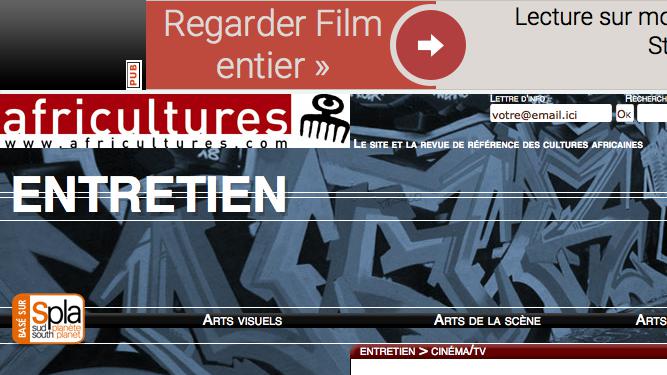 Regarder Film
entier »
Lecture sur mo
St
PUB
africultures
www.africultures.com
Lettre d'info
Recherch
votre@email.ici
Ok
Le site et la revue de référence des cultures africaines
ENTRETIEN
BASÉ SUR
Spla
sud planète
south planet
Arts visuels
Arts de la scène
Arts
entretien > cinéma/tv